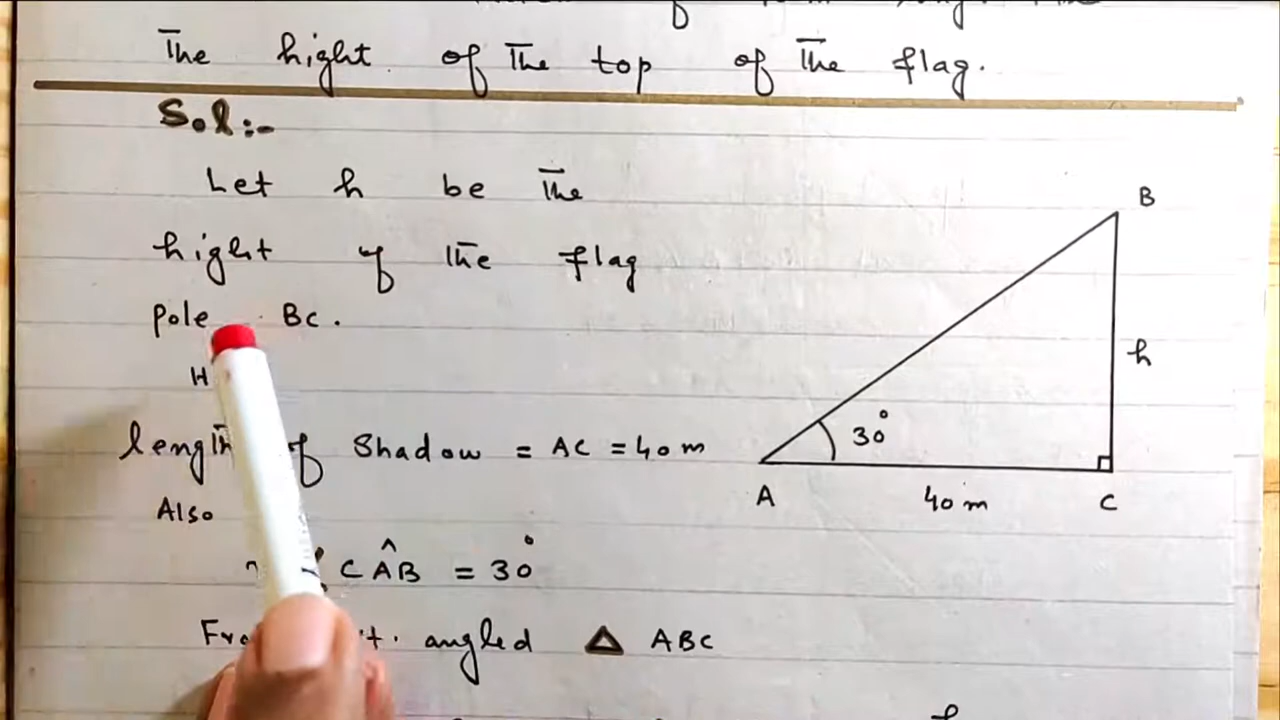 The hight of The top of The flag.
Sol:-
Let h be The
hight of the flag
pole BC.
H
length of Shadow = AC = 40 m
Also
CÂB = 30°
angled △ ABC
B
h
30°
A
40 m
C